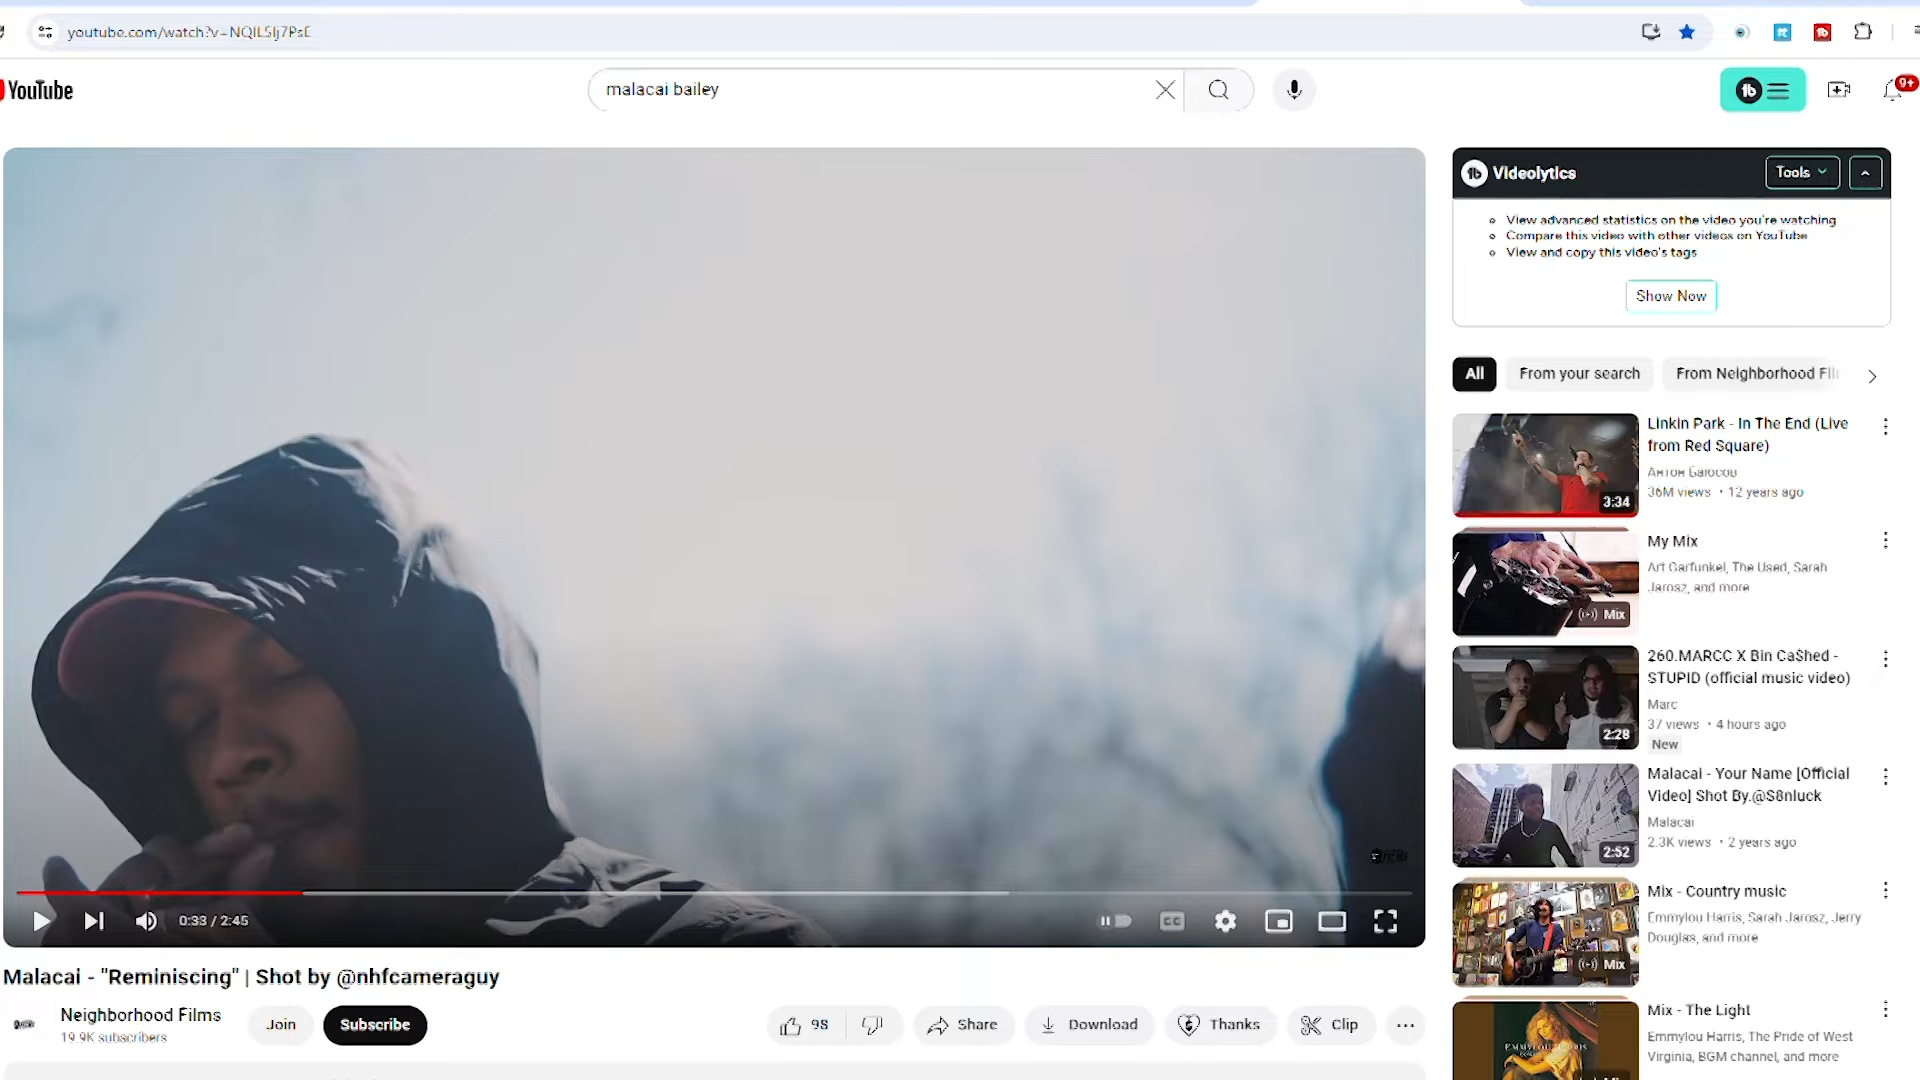 youtube.com/watch?v=NQIL5Ij7PsE
YouTube
malacai bailey
9+
Videolytics
Tools
View advanced statistics on the video you're watching
Compare this video with other videos on YouTube
View and copy this video's tags
Show Now
All
From your search
From Neighborhood Fil
Linkin Park - In The End (Live
from Red Square)
36M views • 12 years ago
3:34
My Mix
Art Garfunkel, The Used, Sarah
Jarosz, and more
Mix
260.MARCC X Bin Ca$hed -
STUPID (official music video)
Marc
37 views • 4 hours ago
New
2:28
Malacai - Your Name [Official
Video] Shot By.@S8nluck
Malacai
2.3K views • 2 years ago
2:52
Mix - Country music
Emmylou Harris, Sarah Jarosz, Jerry
Douglas, and more
Mix
Mix - The Light
Emmylou Harris, The Pride of West
Virginia, BGM channel, and more
EMMYLOU HARRIS
0:33 / 2:45
CC
Malacai - "Reminiscing" | Shot by @nhfcameraguy
Neighborhood Films
19.9K subscribers
Join
Subscribe
98
Share
Download
Thanks
Clip